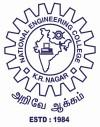 NATIONAL ENGINEERING COLLEGE
K.R. NAGAR
அறிவே ஆக்கம்
ESTD : 1984